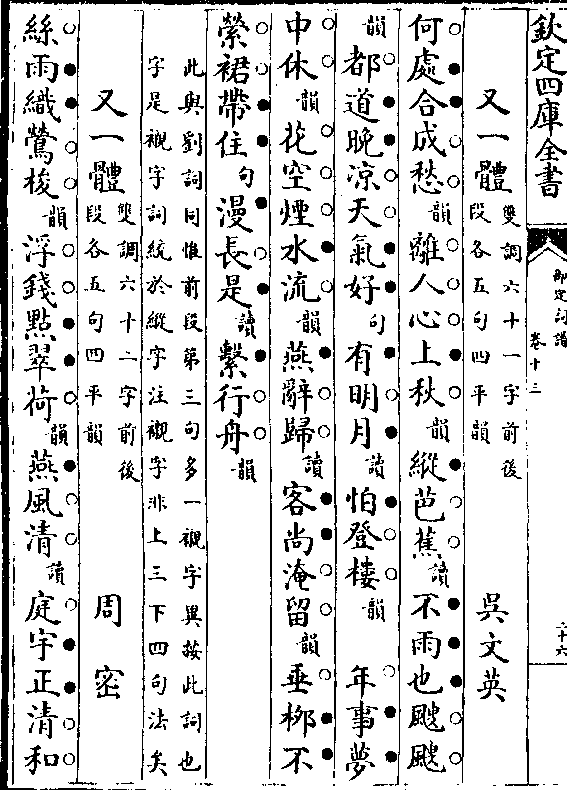 欽定四庫全書
御定詞譜
卷十三
二十六
又一體
雙調六十一字前後
段各五句四平韻
吳文英
何處合成愁韻離人心上秋韻縱芭蕉讀不雨也颼颼
韻都道晚涼天氣好句有明月讀怕登樓韻 年事夢
中休韻花空煙水流韻燕辭歸讀客尚淹留韻垂栁不
縈裙帶住句漫長是讀繫行舟韻
此與劉詞同惟前段第三句多一襯字異按此詞也
字是襯字詞統於縱字注襯字非上三下四句法矣
又一體
雙調六十二字前後
段各五句四平韻
周密
絲雨織鶯梭韻浮錢點翠荷韻燕風清讀庭宇正清和